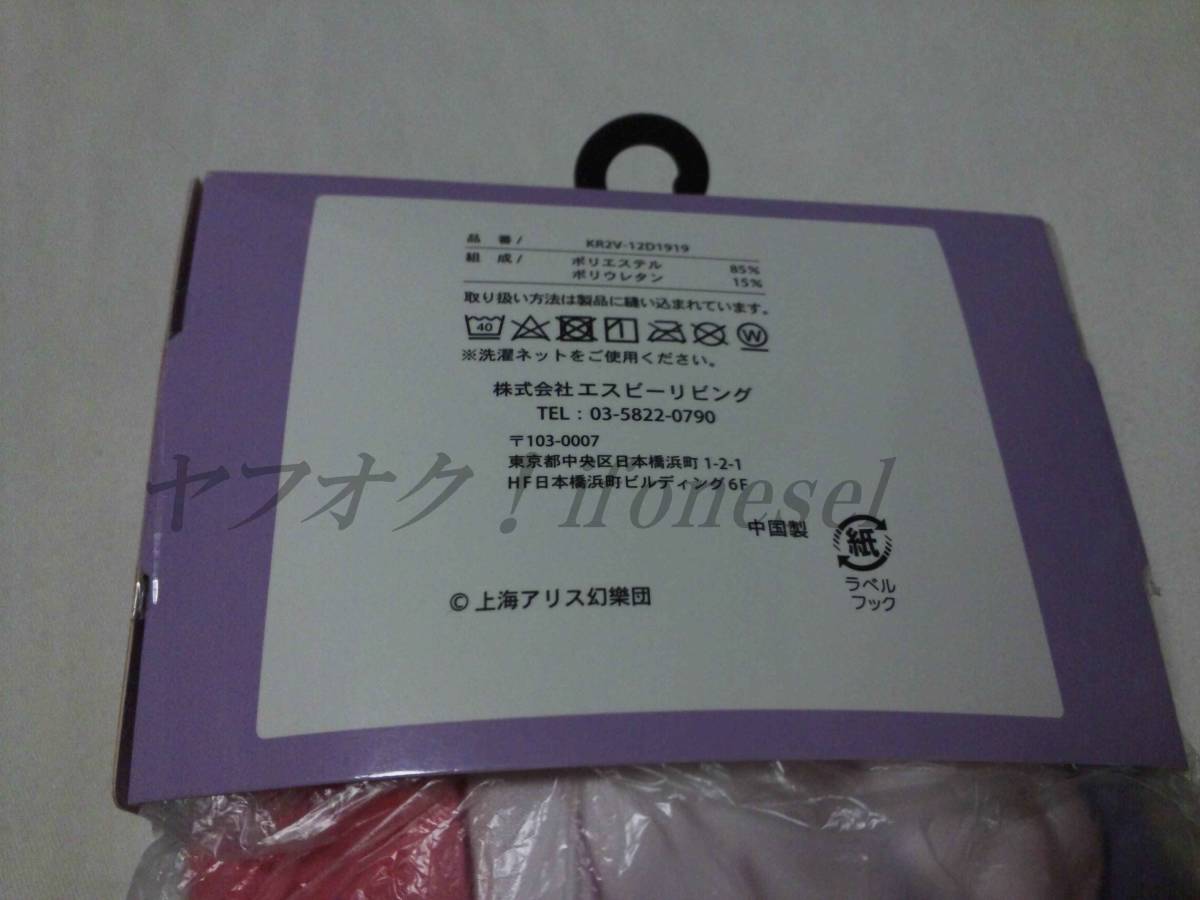 品 番 / KR2V-12D1919
組 成 / ポリエステル 85%
ポリウレタン 15%
取り扱い方法は製品に縫い込まれています。
40 W
※洗濯ネットをご使用ください。
株式会社エスビーリビング
TEL : 03-5822-0790
〒103-0007
東京都中央区日本橋浜町 1-2-1
HF日本橋浜町ビルディング 6F
ヤフオク！ifonesel
中国製
紙
ラベル
フック
© 上海アリス幻樂団